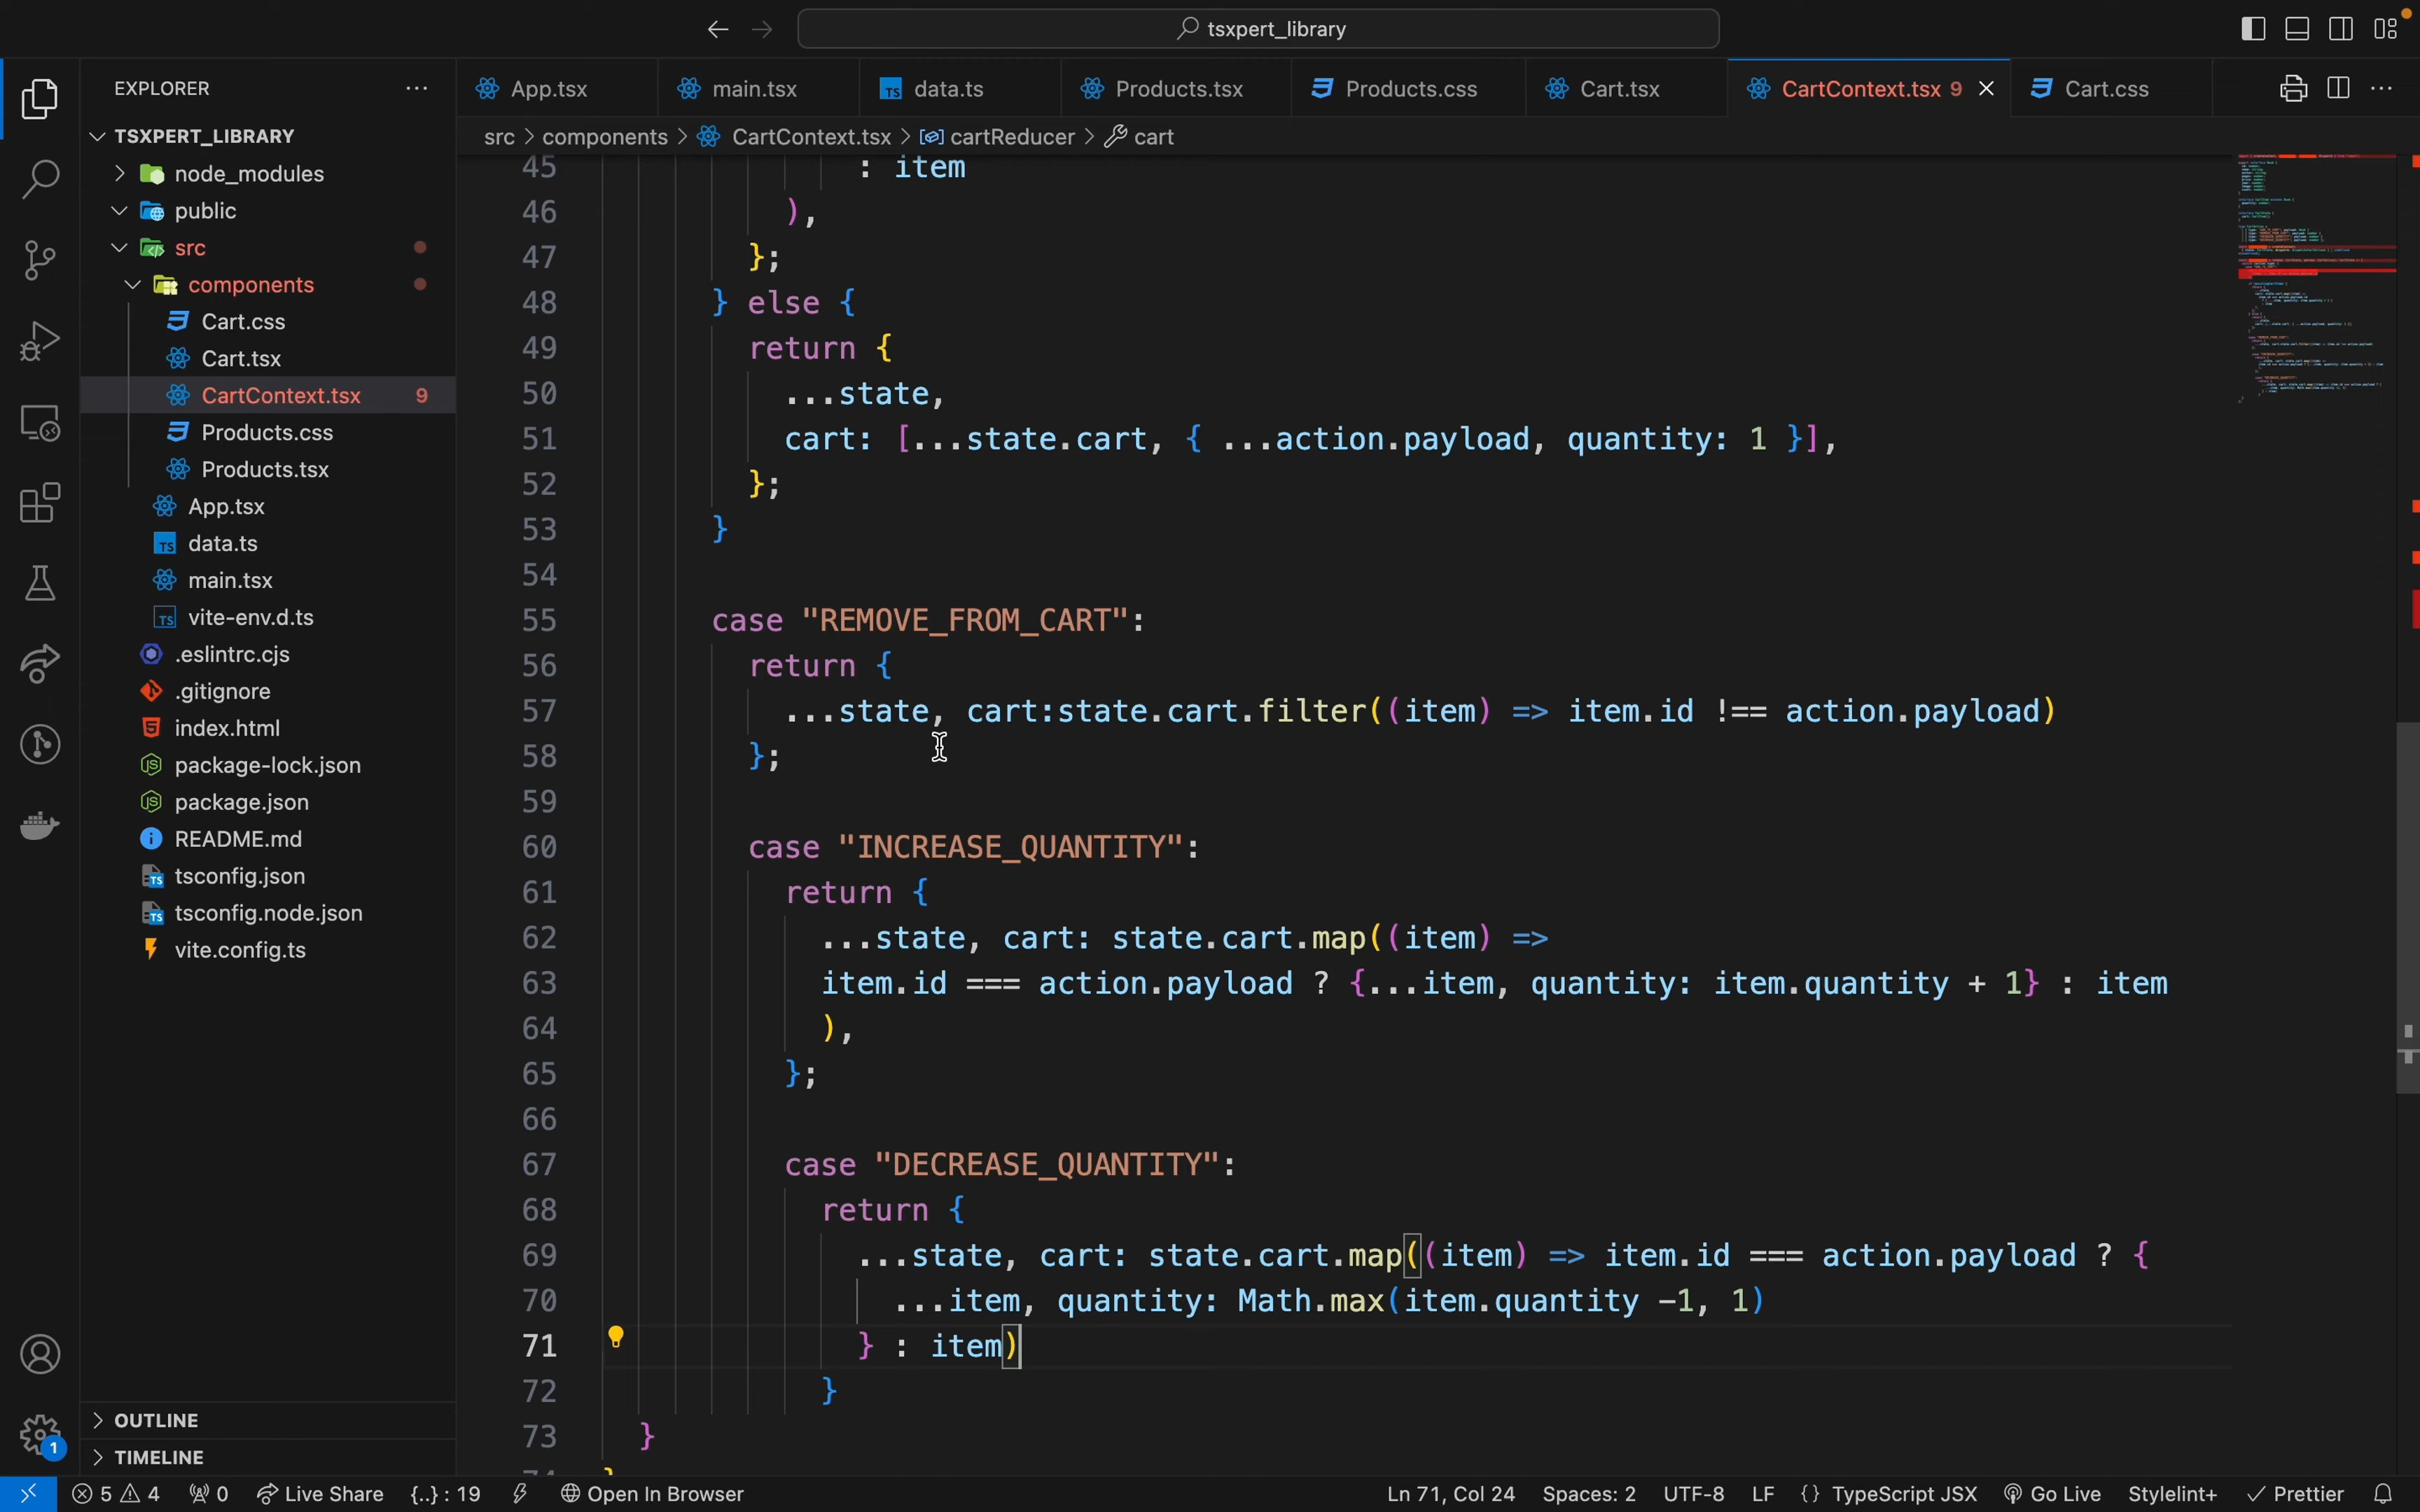 tsxpert_library
EXPLORER
TSXPERT_LIBRARY
node_modules
public
src
components
Cart.css
Cart.tsx
CartContext.tsx 9
Products.css
Products.tsx
App.tsx
data.ts
main.tsx
vite-env.d.ts
.eslintrc.cjs
.gitignore
index.html
package-lock.json
package.json
README.md
tsconfig.json
tsconfig.node.json
vite.config.ts
OUTLINE
TIMELINE
1
App.tsx main.tsx data.ts Products.tsx Products.css Cart.tsx CartContext.tsx 9 Cart.css
src > components > CartContext.tsx > cartReducer > cart
45 : item
46 ),
47 };
48 } else {
49 return {
50 ...state,
51 cart: [...state.cart, { ...action.payload, quantity: 1 }],
52 };
53 }
54
55 case "REMOVE_FROM_CART":
56 return {
57 ...state, cart:state.cart.filter((item) => item.id !== action.payload)
58 };
59
60 case "INCREASE_QUANTITY":
61 return {
62 ...state, cart: state.cart.map((item) =>
63 item.id === action.payload ? {...item, quantity: item.quantity + 1} : item
64 ),
65 };
66
67 case "DECREASE_QUANTITY":
68 return {
69 ...state, cart: state.cart.map((item) => item.id === action.payload ? {
70 ...item, quantity: Math.max(item.quantity -1, 1)
71 } : item)
72 }
73 }
5 4 0 Live Share {..} : 19 Open In Browser Ln 71, Col 24 Spaces: 2 UTF-8 LF {} TypeScript JSX Go Live Stylelint+ Prettier